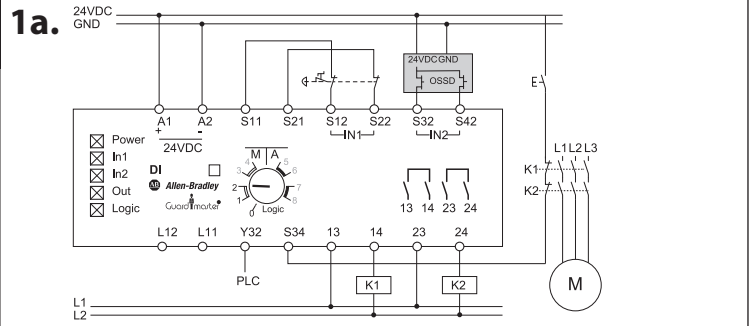 1a.
24VDC
GND
24VDC GND
OSSD
E
A1 A2 S11 S21 S12 S22 S32 S42
+ -
24VDC
IN1 IN2
Power
In1
In2
Out
Logic
DI
AB Allen-Bradley
Guardmaster
M A
0 1 2 3 4 5 6 7 8
Logic
13 14 23 24
K1
K2
L1 L2 L3
L12 L11 Y32 S34 13 14 23 24
PLC
K1 K2
M
L1
L2